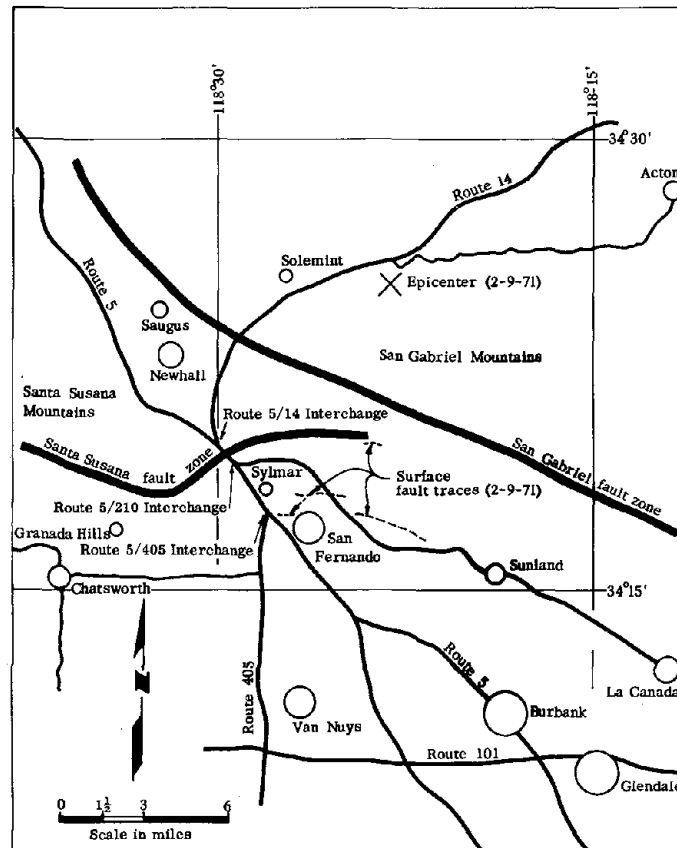 118°30'
118°15'
34°30'
Acton
Route 14
Solemint
Route 5
Epicenter (2-9-71)
Saugus
San Gabriel Mountains
Newhall
Santa Susana
Mountains
Route 5/14 Interchange
San Gabriel fault zone
Santa Susana fault zone
Sylmar
Surface
fault traces (2-9-71)
Route 5/210 Interchange
Granada Hills
San
Fernando
Route 5/405 Interchange
Sunland
Chatsworth
34°15'
Route 5
Route 405
La Canada
Burbank
Van Nuys
Route 101
Glendale
0 1½ 3 6
Scale in miles